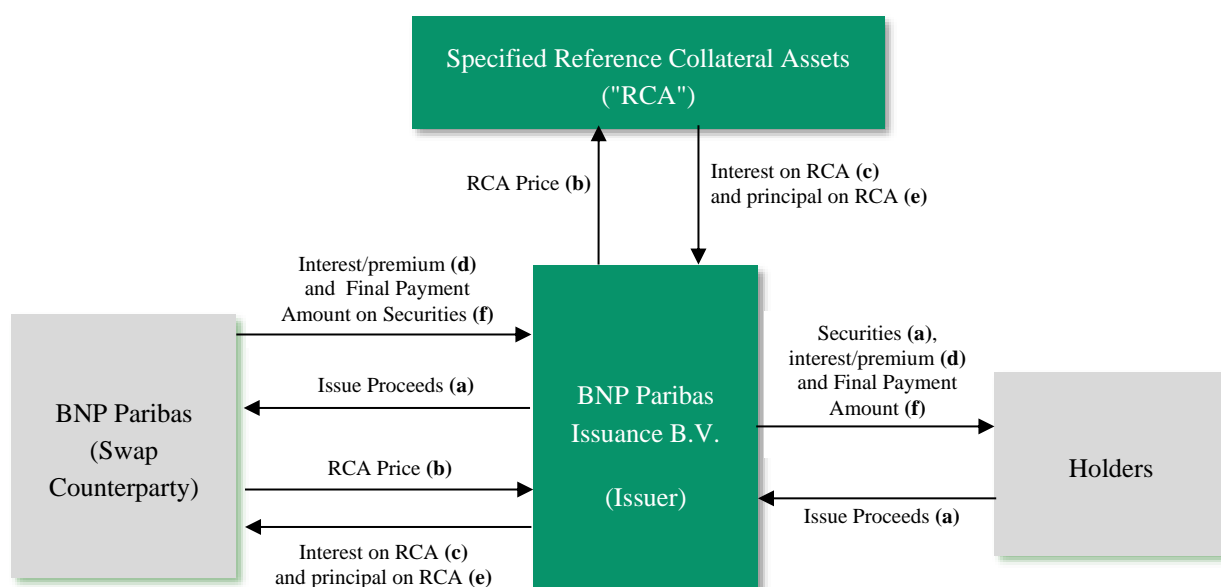 Specified Reference Collateral Assets
("RCA")
RCA Price (b)
Interest on RCA (c)
and principal on RCA (e)
Interest/premium (d)
and Final Payment
Amount on Securities (f)
Issue Proceeds (a)
BNP Paribas
(Swap
Counterparty)
RCA Price (b)
Interest on RCA (c)
and principal on RCA (e)
BNP Paribas
Issuance B.V.
(Issuer)
Securities (a),
interest/premium (d)
and Final Payment
Amount (f)
Issue Proceeds (a)
Holders